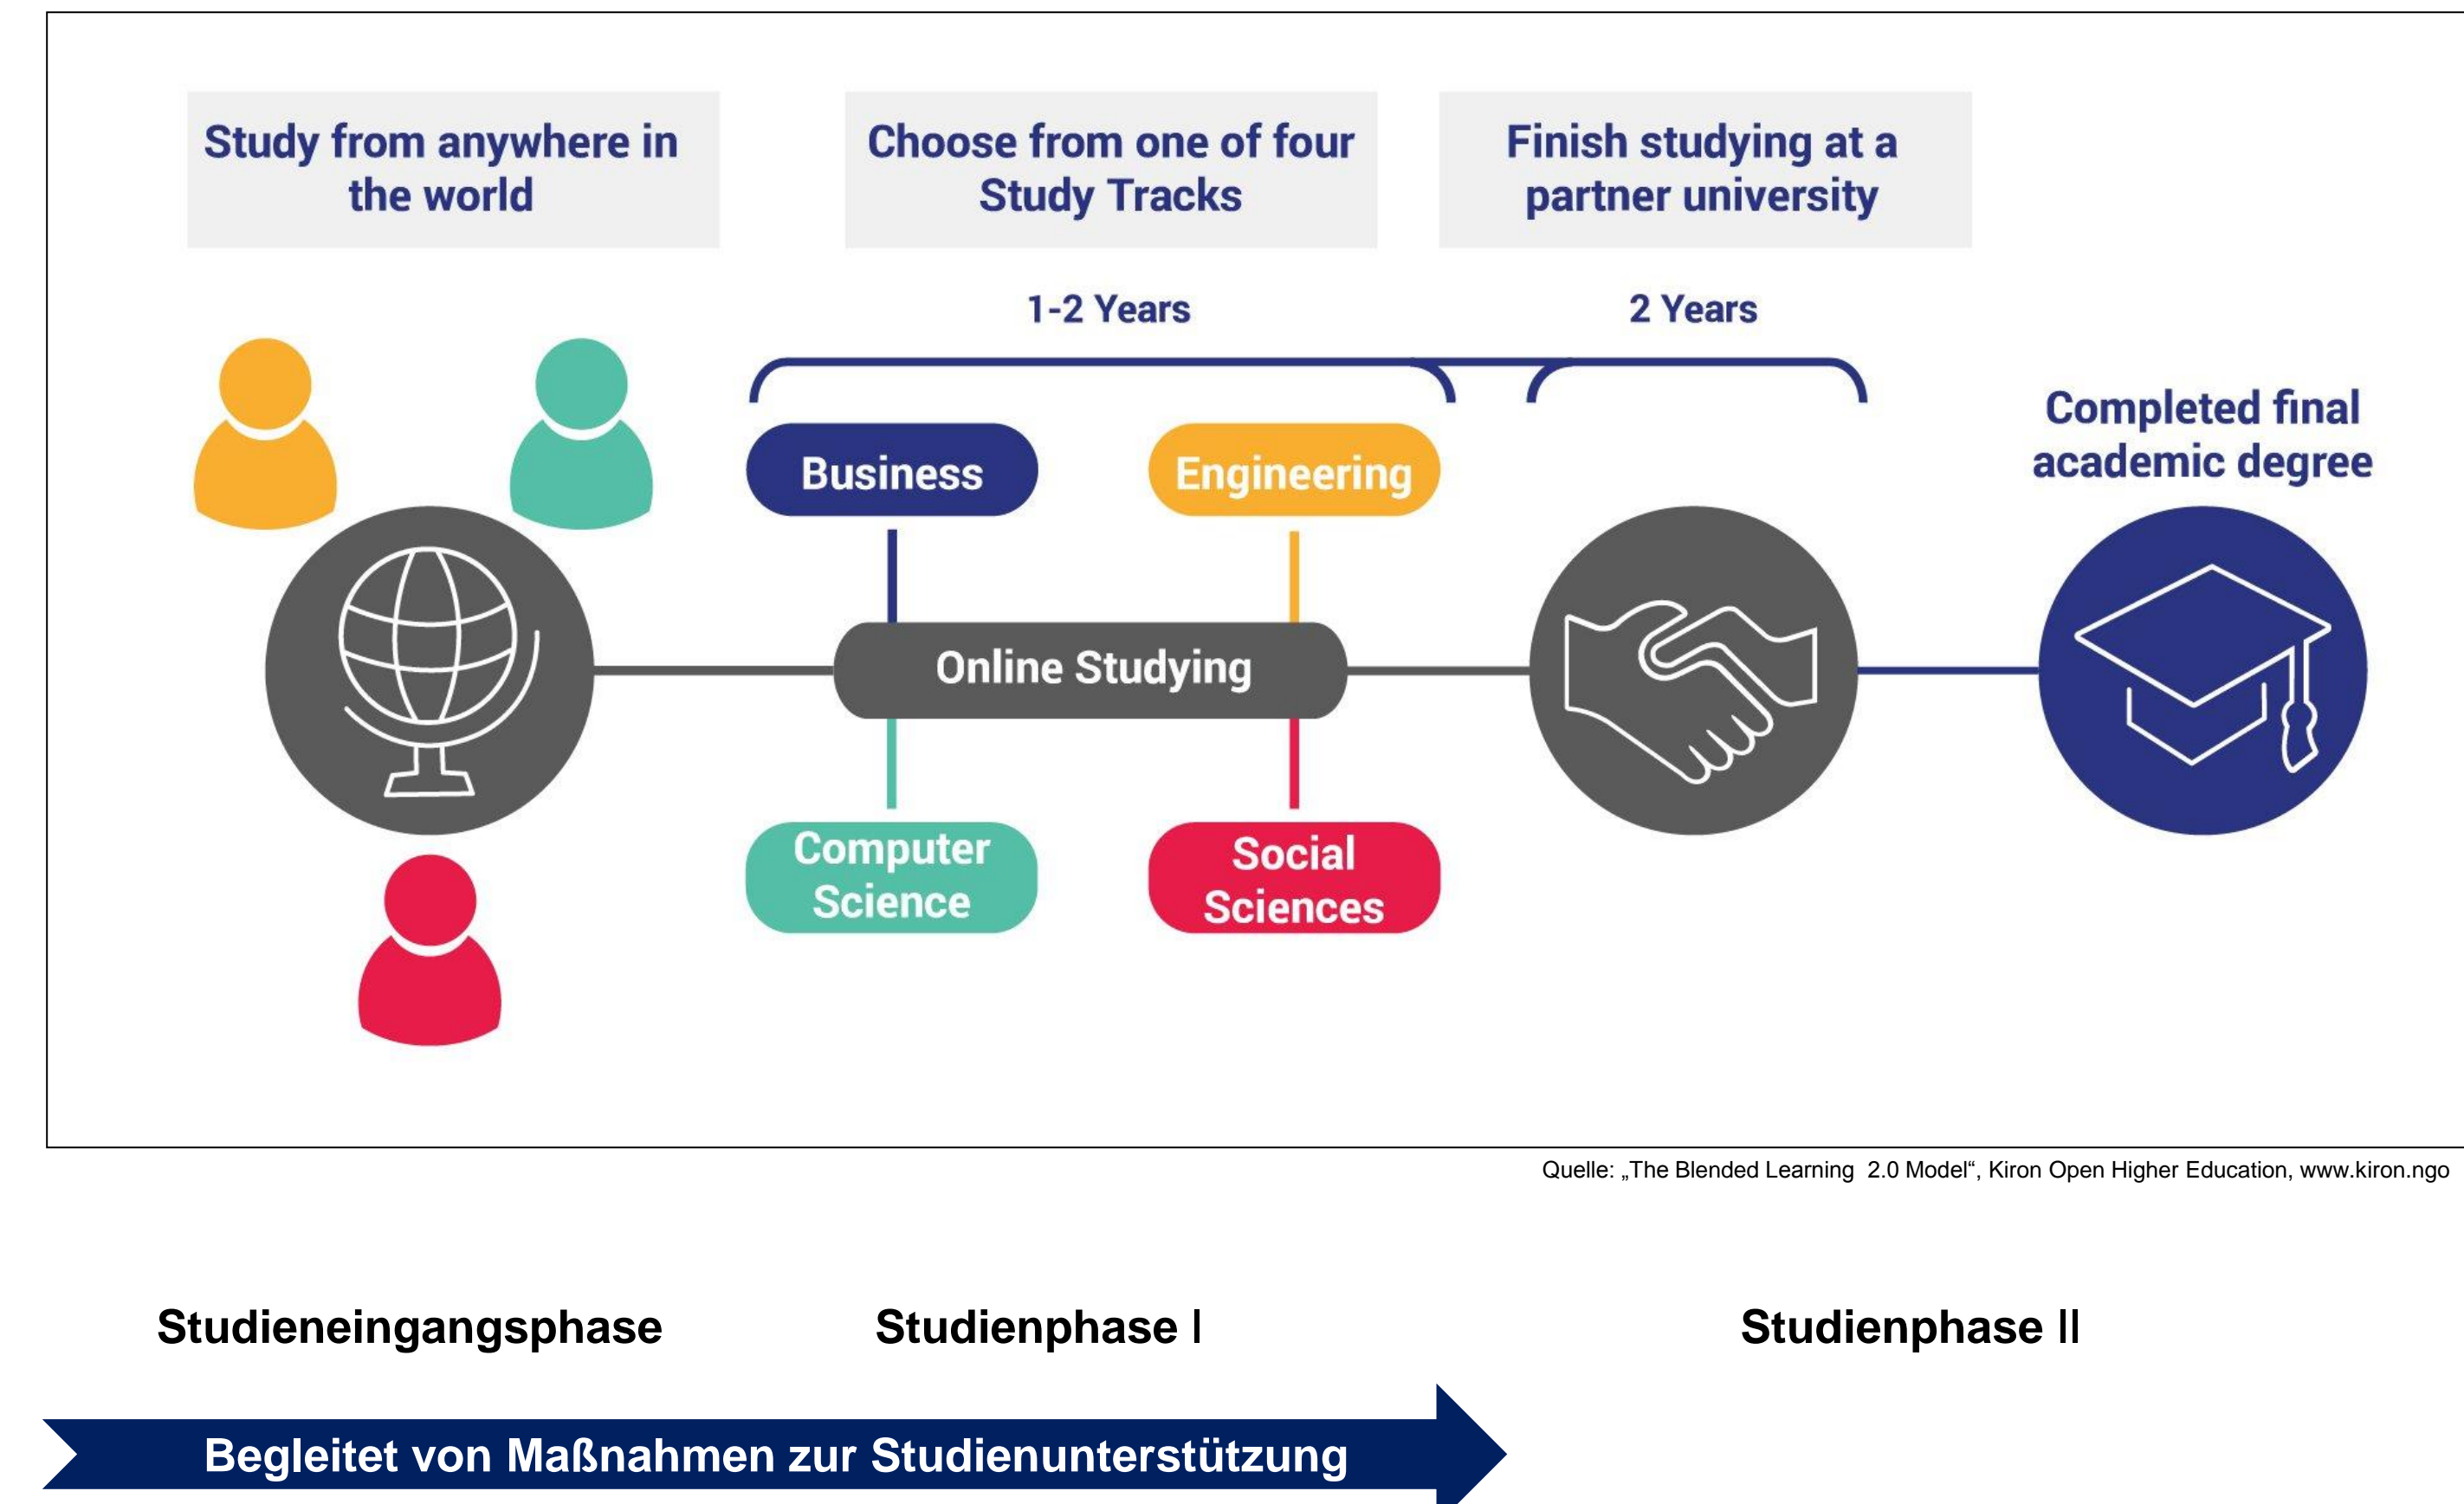 Study from anywhere in
the world
Choose from one of four
Study Tracks
Finish studying at a
partner university
1-2 Years
2 Years
Completed final
academic degree
Business
Engineering
Online Studying
Computer
Science
Social
Sciences
Quelle: „The Blended Learning 2.0 Model“, Kiron Open Higher Education, www.kiron.ngo
Studieneingangsphase
Studienphase I
Studienphase II
Begleitet von Maßnahmen zur Studienunterstützung